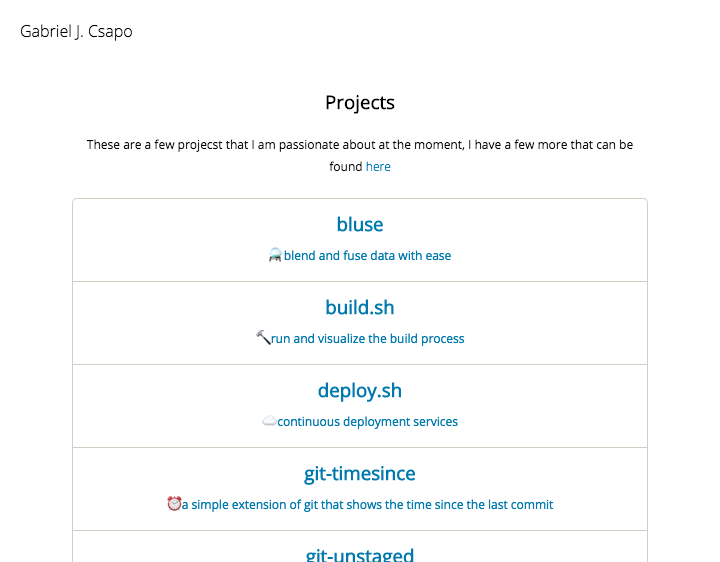 Gabriel J. Csapo
Projects
These are a few projecst that I am passionate about at the moment, I have a few more that can be
found here
bluse
blend and fuse data with ease
build.sh
run and visualize the build process
deploy.sh
continuous deployment services
git-timesince
a simple extension of git that shows the time since the last commit
git-unstaged